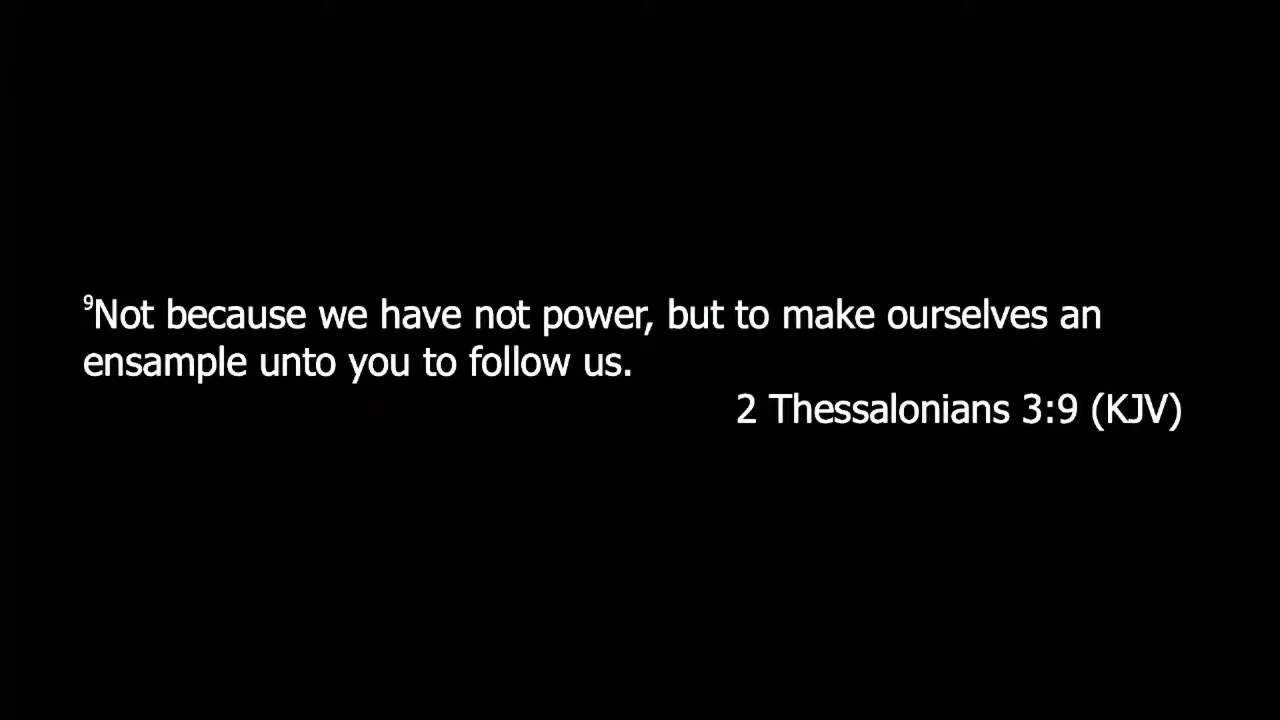 ⁹Not because we have not power, but to make ourselves an
ensample unto you to follow us.
2 Thessalonians 3:9 (KJV)